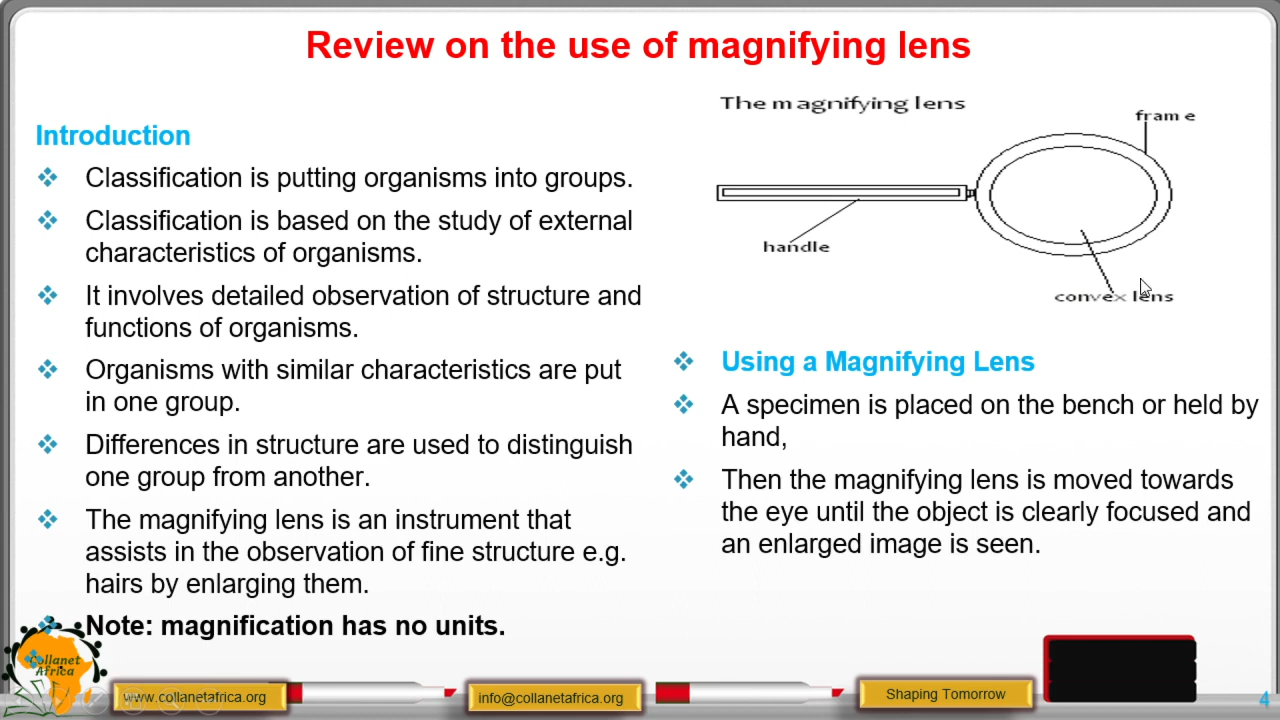 Review on the use of magnifying lens
Introduction
Classification is putting organisms into groups.
Classification is based on the study of external
characteristics of organisms.
It involves detailed observation of structure and
functions of organisms.
Organisms with similar characteristics are put
in one group.
Differences in structure are used to distinguish
one group from another.
The magnifying lens is an instrument that
assists in the observation of fine structure e.g.
hairs by enlarging them.
Note: magnification has no units.
The magnifying lens
frame
handle
convex lens
Using a Magnifying Lens
A specimen is placed on the bench or held by
hand,
Then the magnifying lens is moved towards
the eye until the object is clearly focused and
an enlarged image is seen.
Collanet
Africa
www.collanetafrica.org
info@collanetafrica.org
Shaping Tomorrow
4